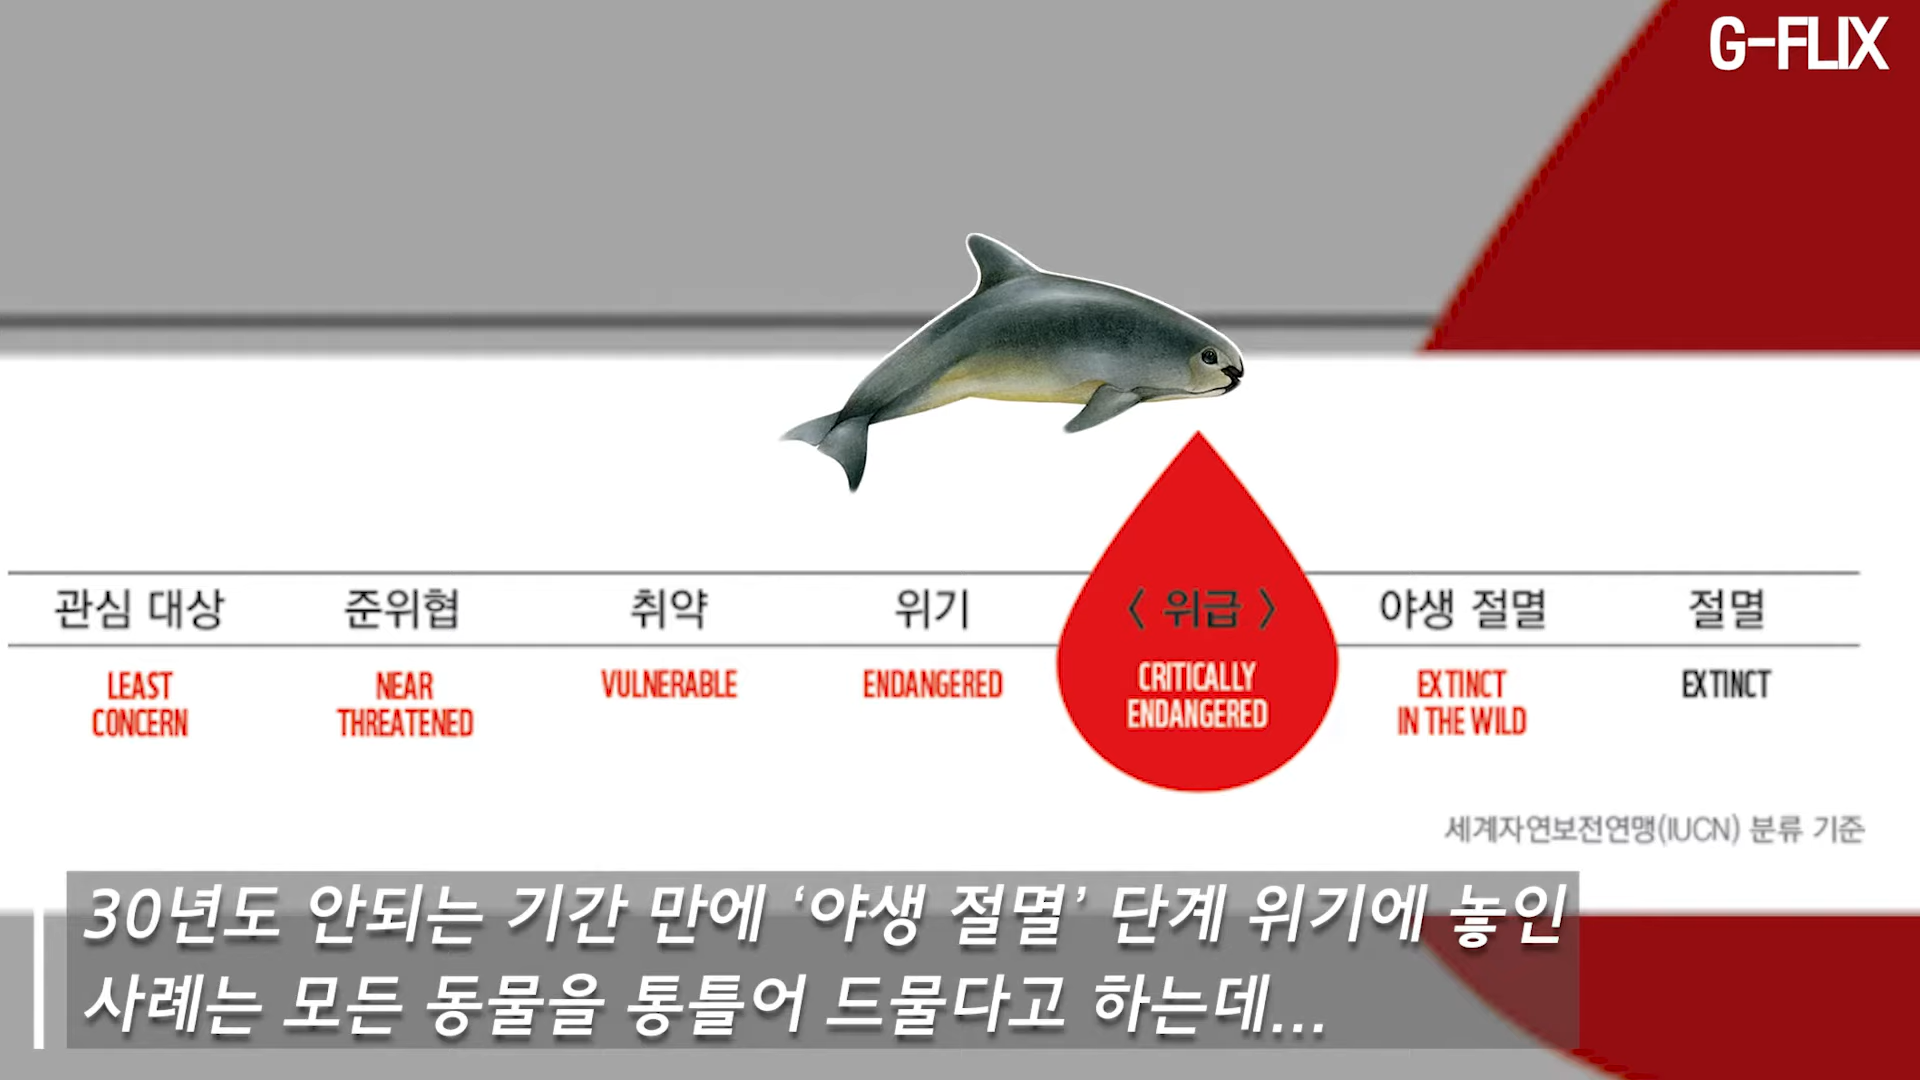 G-FLIX
관심 대상 준위협 취약 위기 〈 위급 〉 야생 절멸 절멸
LEAST CONCERN NEAR THREATENED VULNERABLE ENDANGERED CRITICALLY ENDANGERED EXTINCT IN THE WILD EXTINCT
세계자연보전연맹(IUCN) 분류 기준
30년도 안되는 기간 만에 ‘야생 절멸’ 단계 위기에 놓인
사례는 모든 동물을 통틀어 드물다고 하는데...